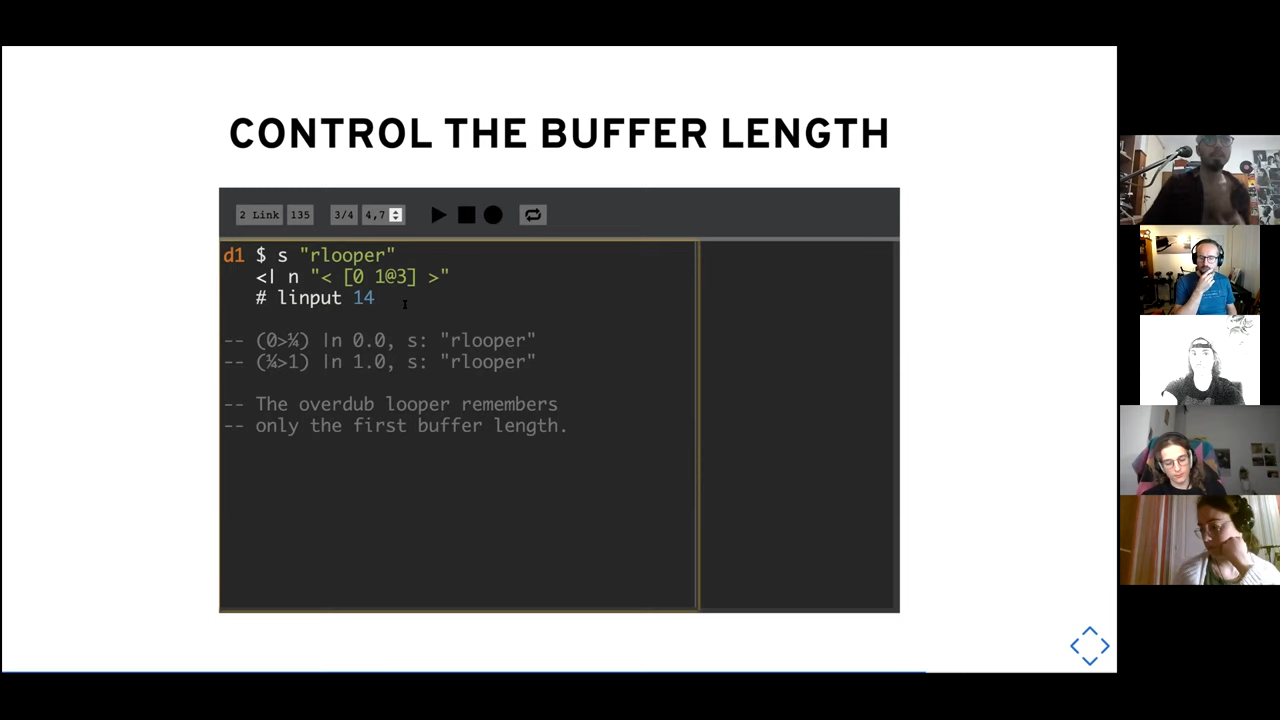 CONTROL THE BUFFER LENGTH
2 Link 135 3/4 4,7
d1 $ s "rlooper"
<| n "< [0 1@3] >"
# linput 14
-- (0>¼) |n 0.0, s: "rlooper"
-- (¼>1) |n 1.0, s: "rlooper"
-- The overdub looper remembers
-- only the first buffer length.